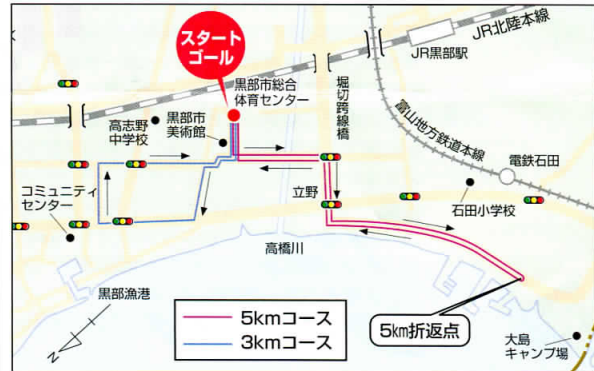 スタート
ゴール
JR北陸本線
JR黒部駅
黒部市総合
体育センター
堀切跨線橋
高志野
中学校
黒部市
美術館
富山地方鉄道本線
電鉄石田
コミュニティ
センター
立野
石田小学校
高橋川
黒部漁港
5kmコース
3kmコース
5km折返点
大島
キャンプ場
N